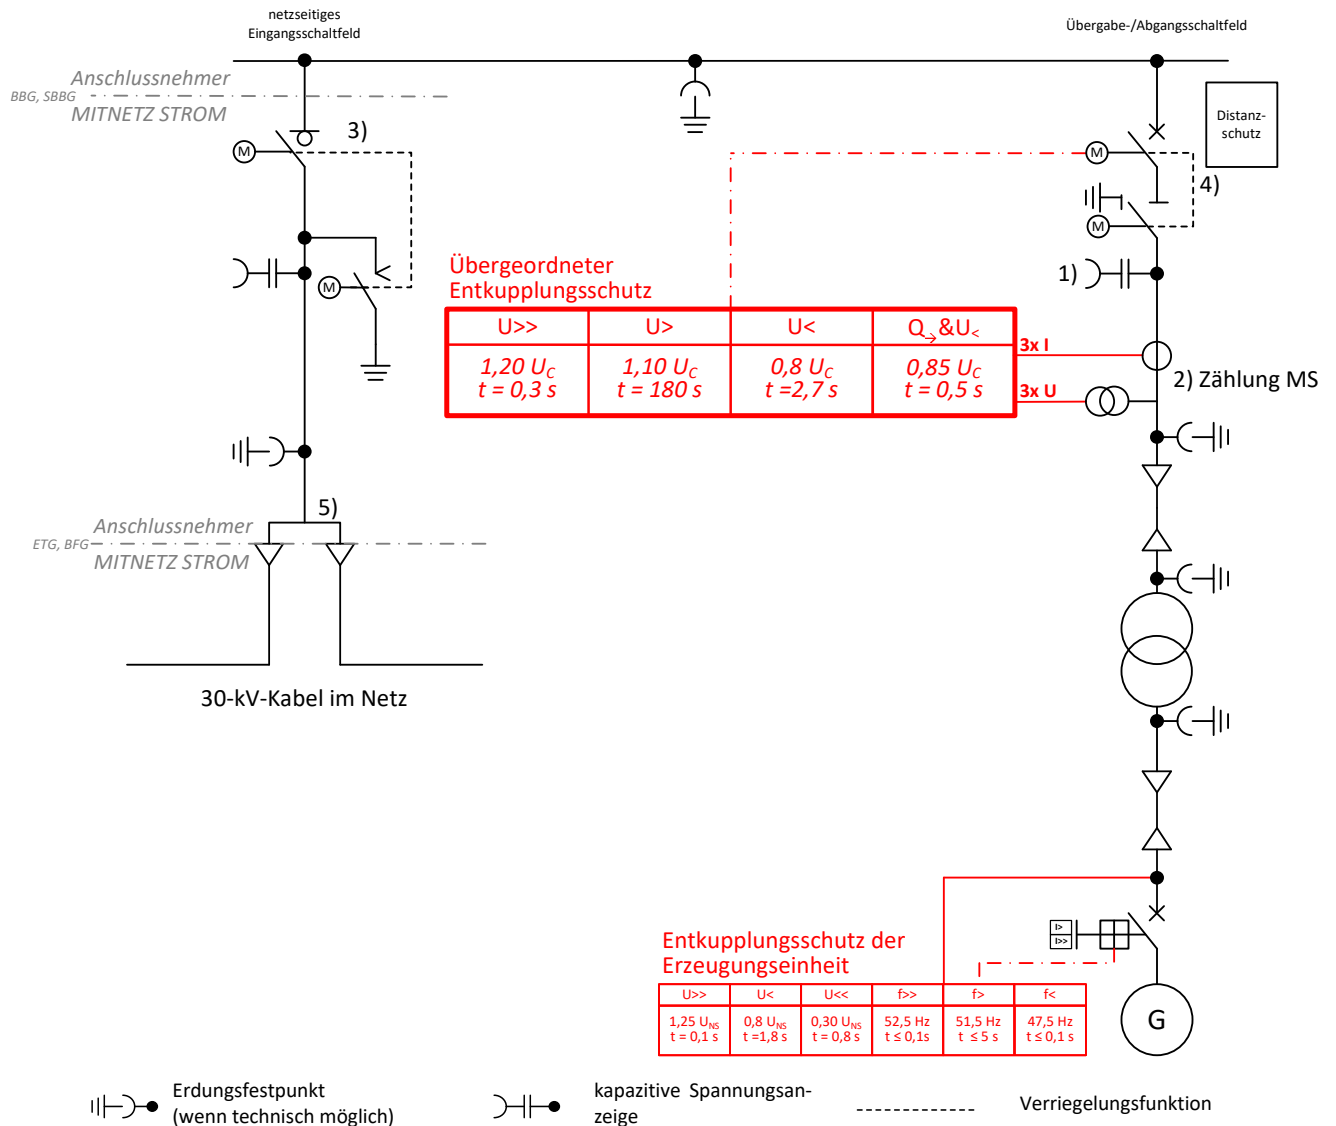 netzseitiges
Eingangsschaltfeld
Übergabe-/Abgangsschaltfeld
Anschlussnehmer
BBG, SBBG
MITNETZ STROM
3)
M
M
Distanz-
schutz
M
4)
M
1)
Übergeordneter
Entkupplungsschutz
U>> U> U< Q→&U<
1,20 UC 1,10 UC 0,8 UC 0,85 UC
t = 0,3 s t = 180 s t =2,7 s t = 0,5 s
3x I
3x U
2) Zählung MS
5)
Anschlussnehmer
ETG, BFG
MITNETZ STROM
30-kV-Kabel im Netz
I>
I>>
Entkupplungsschutz der
Erzeugungseinheit
U>> U< U<< f>> f> f<
1,25 UNS 0,8 UNS 0,30 UNS 52,5 Hz 51,5 Hz 47,5 Hz
t = 0,1 s t =1,8 s t = 0,8 s t ≤ 0,1s t ≤ 5 s t ≤ 0,1 s
G
Erdungsfestpunkt
(wenn technisch möglich)
kapazitive Spannungsan-
zeige
Verriegelungsfunktion